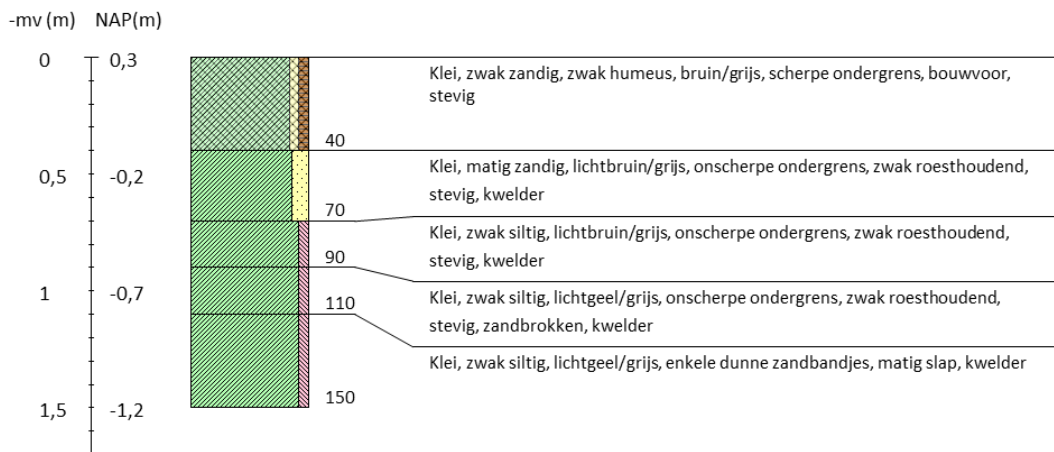 -mv (m) NAP(m)
0 0,3
Klei, zwak zandig, zwak humeus, bruin/grijs, scherpe ondergrens, bouwvoor,
stevig
40
0,5 -0,2
Klei, matig zandig, lichtbruin/grijs, onscherpe ondergrens, zwak roesthoudend,
stevig, kwelder
70
Klei, zwak siltig, lichtbruin/grijs, onscherpe ondergrens, zwak roesthoudend,
stevig, kwelder
90
1 -0,7
Klei, zwak siltig, lichtgeel/grijs, onscherpe ondergrens, zwak roesthoudend,
110
stevig, zandbrokken, kwelder
Klei, zwak siltig, lichtgeel/grijs, enkele dunne zandbandjes, matig slap, kwelder
150
1,5 -1,2